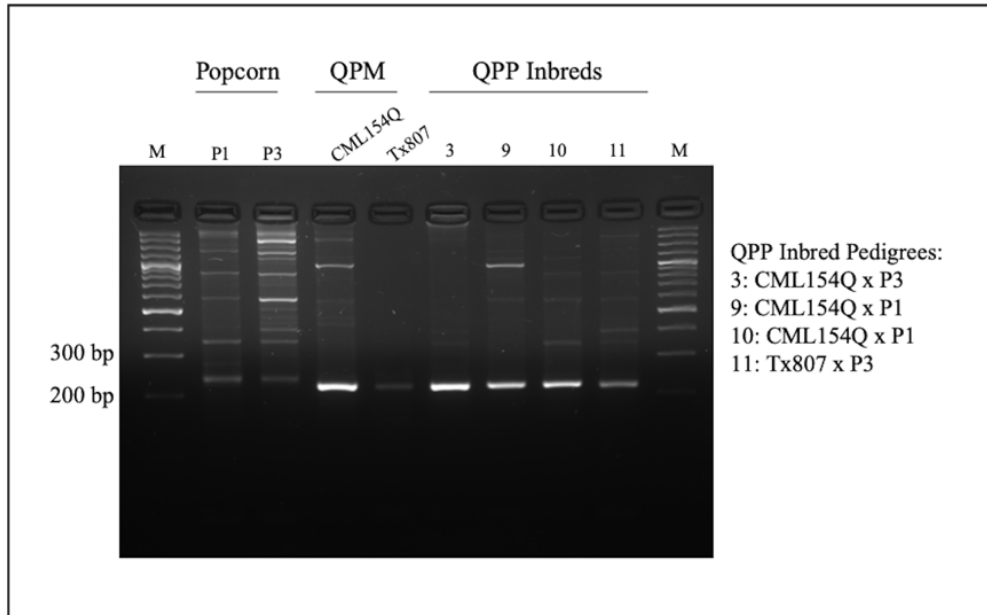 Popcorn QPM QPP Inbreds
M P1 P3 CML154Q Tx807 3 9 10 11 M
QPP Inbred Pedigrees:
3: CML154Q x P3
9: CML154Q x P1
10: CML154Q x P1
11: Tx807 x P3
300 bp
200 bp